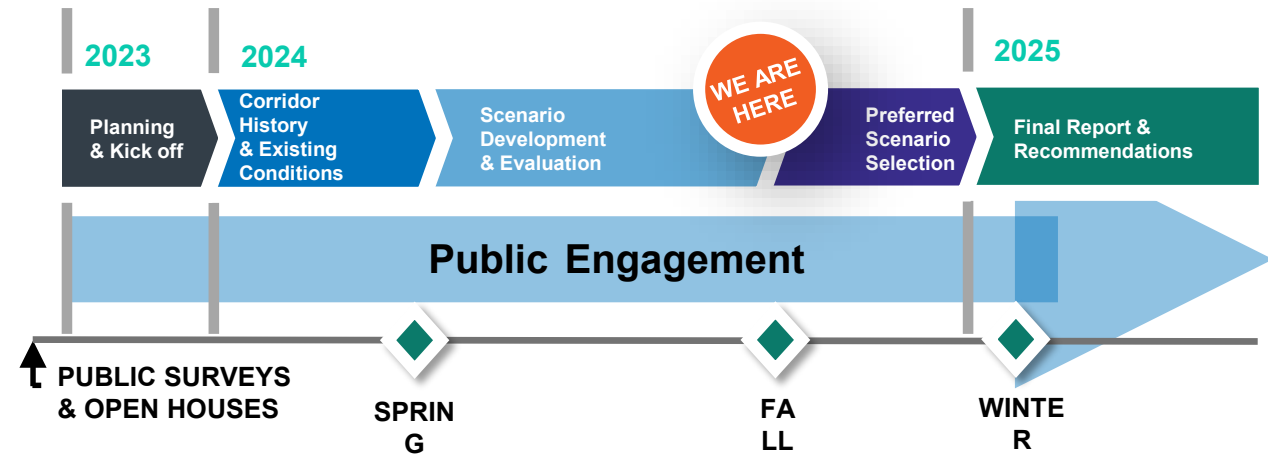 2023
2024
2025
WE ARE
HERE
Planning
& Kick off
Corridor
History
& Existing
Conditions
Scenario
Development
& Evaluation
Preferred
Scenario
Selection
Final Report &
Recommendations
Public Engagement
PUBLIC SURVEYS
& OPEN HOUSES
SPRIN
G
FA
LL
WINTE
R